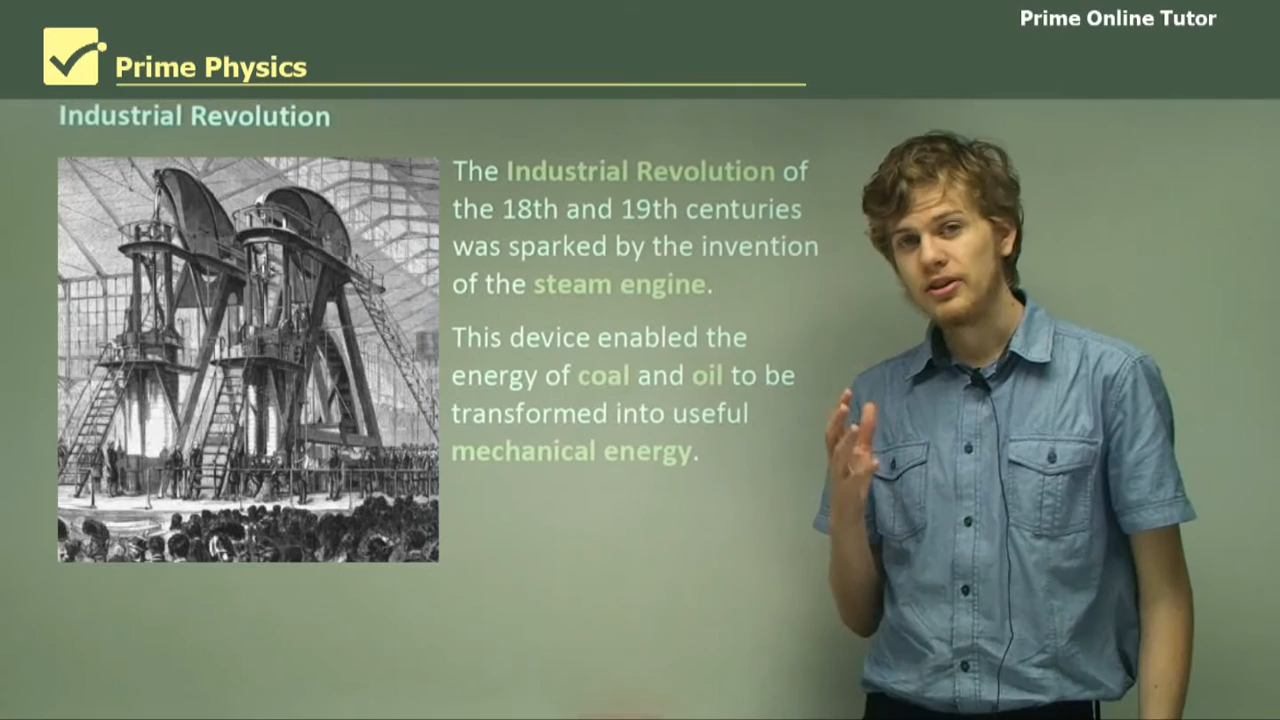 Prime Online Tutor
Prime Physics
Industrial Revolution
The Industrial Revolution of
the 18th and 19th centuries
was sparked by the invention
of the steam engine.
This device enabled the
energy of coal and oil to be
transformed into useful
mechanical energy.